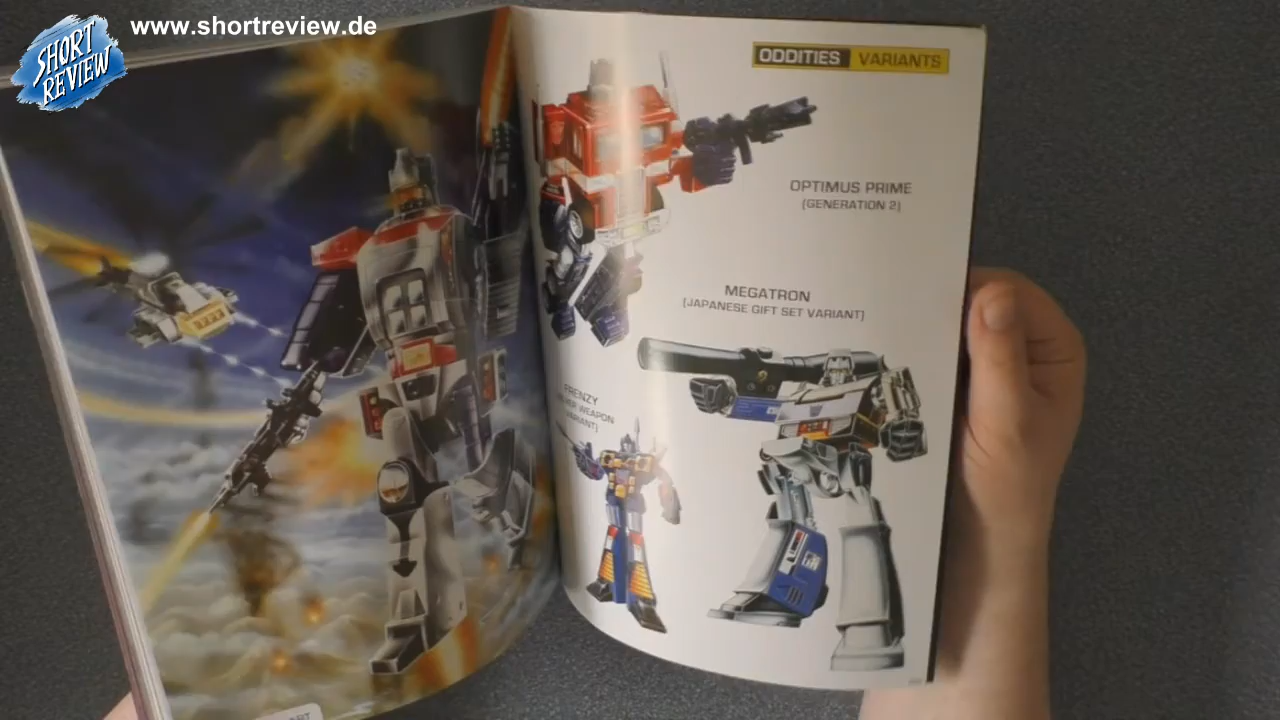 www.shortreview.de
SHORT
REVIEW
ODDITIES VARIANTS
OPTIMUS PRIME
(GENERATION 2)
MEGATRON
(JAPANESE GIFT SET VARIANT)
FRENZY
WEAPON
VARIANT)